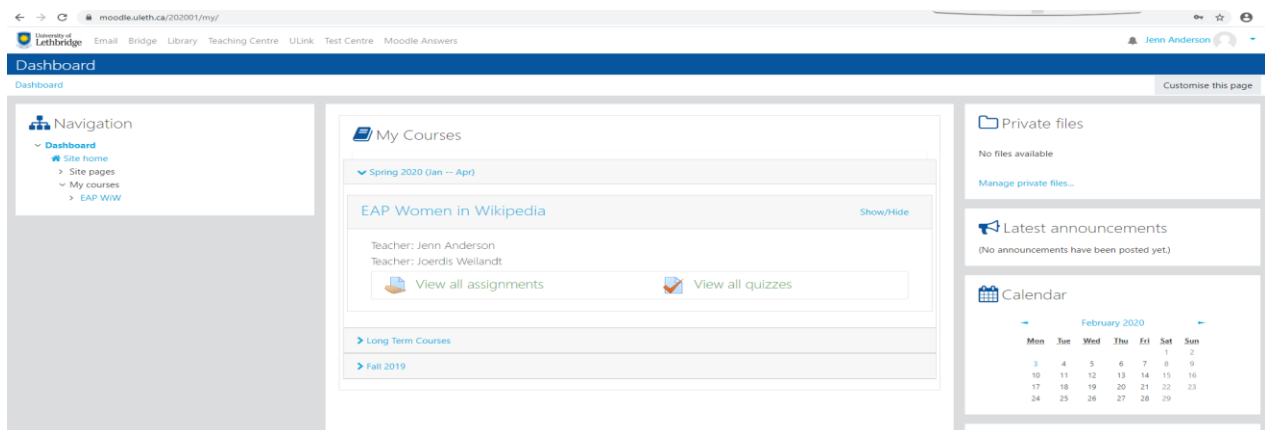 moodle.uleth.ca/202001/my/
University of
Lethbridge Email Bridge Library Teaching Centre ULink Test Centre Moodle Answers Jenn Anderson
Dashboard
Dashboard Customise this page
Navigation
Dashboard
Site home
Site pages
My courses
EAP WiW
My Courses
Spring 2020 (Jan -- Apr)
EAP Women in Wikipedia Show/Hide
Teacher: Jenn Anderson
Teacher: Joerdis Weilandt
View all assignments View all quizzes
Long Term Courses
Fall 2019
Private files
No files available
Manage private files...
Latest announcements
(No announcements have been posted yet.)
Calendar
February 2020
Mon Tue Wed Thu Fri Sat Sun
1 2
3 4 5 6 7 8 9
10 11 12 13 14 15 16
17 18 19 20 21 22 23
24 25 26 27 28 29